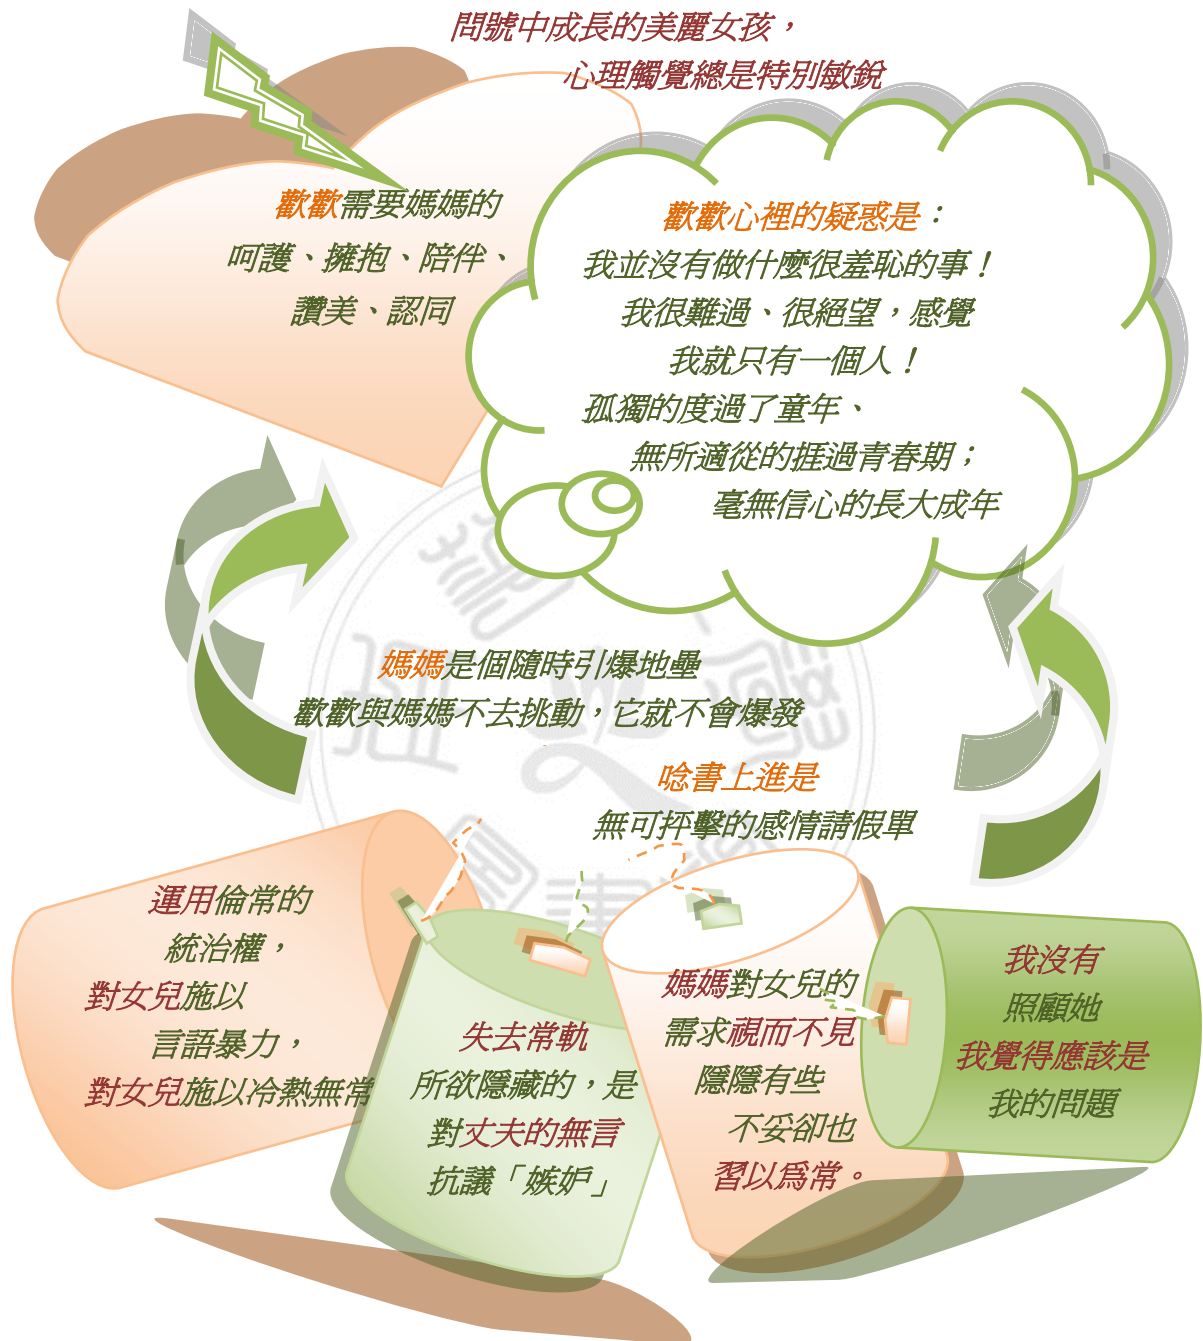 問號中成長的美麗女孩，
心理觸覺總是特別敏銳
歡歡需要媽媽的
呵護、擁抱、陪伴、
讚美、認同
歡歡心裡的疑惑是：
我並沒有做什麼很羞恥的事！
我很難過、很絕望，感覺
我就只有一個人！
孤獨的度過了童年、
無所適從的捱過青春期；
毫無信心的長大成年
媽媽是個隨時引爆地壘
歡歡與媽媽不去挑動，它就不會爆發
唸書上進是
無可抨擊的感情請假單
運用倫常的
統治權，
對女兒施以
言語暴力，
對女兒施以冷熱無常
失去常軌
所欲隱藏的，是
對丈夫的無言
抗議「嫉妒」
媽媽對女兒的
需求視而不見
隱隱有些
不妥卻也
習以為常。
我沒有
照顧她
我覺得應該是
我的問題